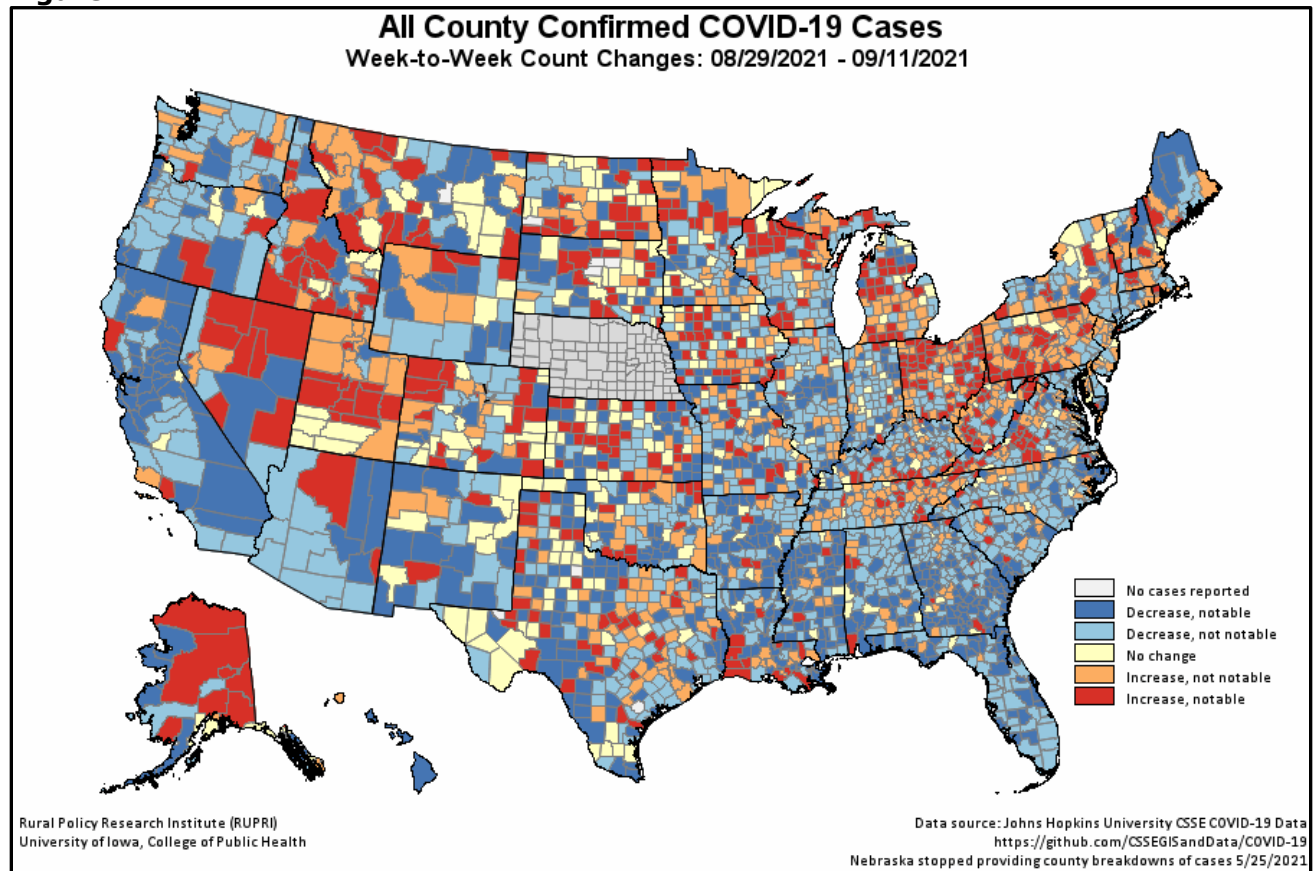 All County Confirmed COVID-19 Cases
Week-to-Week Count Changes: 08/29/2021 - 09/11/2021
No cases reported
Decrease, notable
Decrease, not notable
No change
Increase, not notable
Increase, notable
Rural Policy Research Institute (RUPRI)
University of Iowa, College of Public Health
Data source: Johns Hopkins University CSSE COVID-19 Data
https://github.com/CSSEGISandData/COVID-19
Nebraska stopped providing county breakdowns of cases 5/25/2021